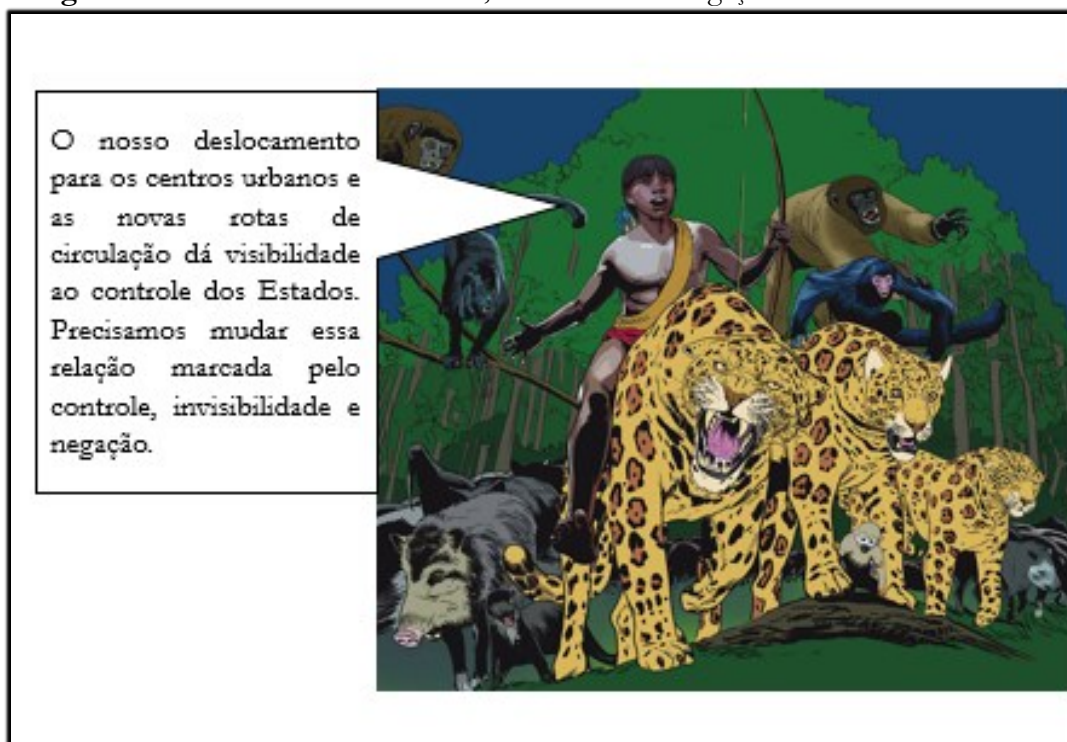 O nosso deslocamento
para os centros urbanos e
as novas rotas de
circulação dá visibilidade
ao controle dos Estados.
Precisamos mudar essa
relação marcada pelo
controle, invisibilidade e
negação.